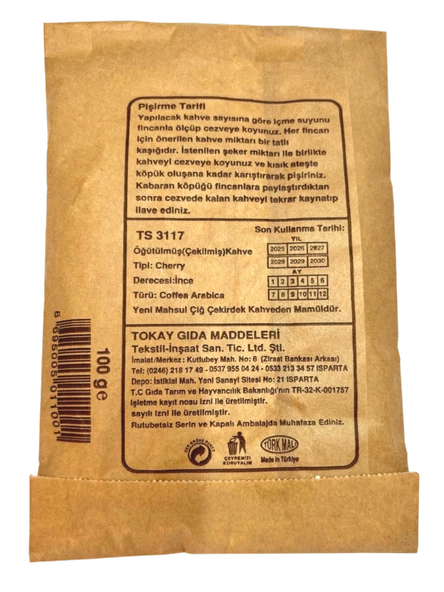 Pişirme Tarifi
Yapılacak kahve sayısına göre içme suyunu
fincanla ölçüp cezveye koyunuz. Her fincan
için önerilen kahve miktarı bir tatlı
kaşığıdır. İstenilen şeker miktarı ile birlikte
kahveyi cezveye koyunuz ve kısık ateşte
köpük oluşana kadar karıştırarak pişiriniz.
Kabaran köpüğü fincanlara paylaştırdıktan
sonra cezvede kalan kahveyi tekrar kaynatıp
ilave ediniz.
TS 3117
Son Kullanma Tarihi:
YIL
2025 2026 2027
2028 2029 2030
AY
1 2 3 4 5 6
7 8 9 10 11 12
Öğütülmüş(Çekilmiş)Kahve
Tipi: Cherry
Derecesi:İnce
Türü: Coffea Arabica
Yeni Mahsul Çiğ Çekirdek Kahveden Mamüldür.
TOKAY GIDA MADDELERİ
Tekstil-İnşaat San. Tic. Ltd. Şti.
İmalat/Merkez : Kutlubey Mah. No: 8 (Ziraat Bankası Arkası)
Tel: (0246) 218 17 49 - 0537 955 04 24 - 0533 213 34 57 ISPARTA
Depo: İstiklal Mah. Yeni Sanayi Sitesi No: 21 ISPARTA
T.C Gıda Tarım ve Hayvancılık Bakanlığı'nın TR-32-K-001757
işletme kayıt nosu izni ile üretilmiştir.
sayılı izni ile üretilmiştir.
Rutubetsiz Serin ve Kapalı Ambalajda Muhafaza Ediniz.
ÇEVREMİZİ
KORUYALIM
TÜRK MALI
Made in Türkiye
100 ge